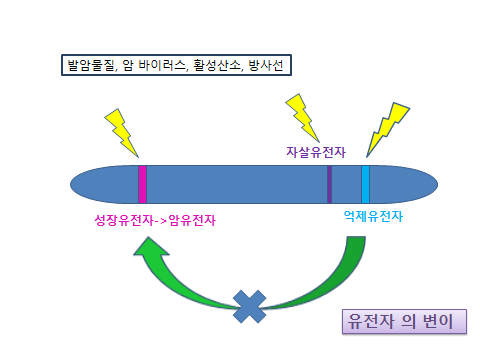 발암물질, 암 바이러스, 활성산소, 방사선
자살유전자
성장유전자->암유전자
억제유전자
유전자 의 변이